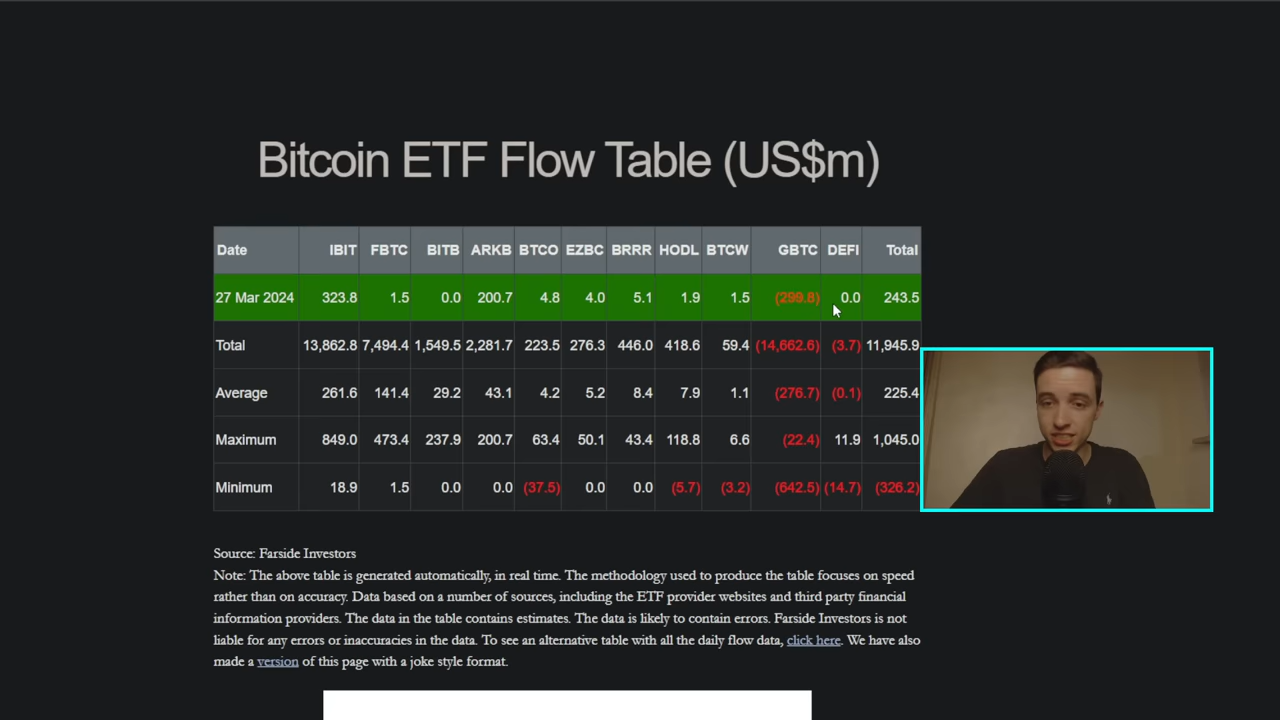 Bitcoin ETF Flow Table (US$m)
Date IBIT FBTC BITB ARKB BTCO EZBC BRRR HODL BTCW GBTC DEFI Total
27 Mar 2024 323.8 1.5 0.0 200.7 4.8 4.0 5.1 1.9 1.5 (299.8) 0.0 243.5
Total 13,862.8 7,494.4 1,549.5 2,281.7 223.5 276.3 446.0 418.6 59.4 (14,662.6) (3.7) 11,945.9
Average 261.6 141.4 29.2 43.1 4.2 5.2 8.4 7.9 1.1 (276.7) (0.1) 225.4
Maximum 849.0 473.4 237.9 200.7 63.4 50.1 43.4 118.8 6.6 (22.4) 11.9 1,045.0
Minimum 18.9 1.5 0.0 0.0 (37.5) 0.0 0.0 (5.7) (3.2) (642.5) (14.7) (326.2)
Source: Farside Investors
Note: The above table is generated automatically, in real time. The methodology used to produce the table focuses on speed
rather than on accuracy. Data based on a number of sources, including the ETF provider websites and third party financial
information providers. The data in the table contains estimates. The data is likely to contain errors. Farside Investors is not
liable for any errors or inaccuracies in the data. To see an alternative table with all the daily flow data, click here. We have also
made a version of this page with a joke style format.